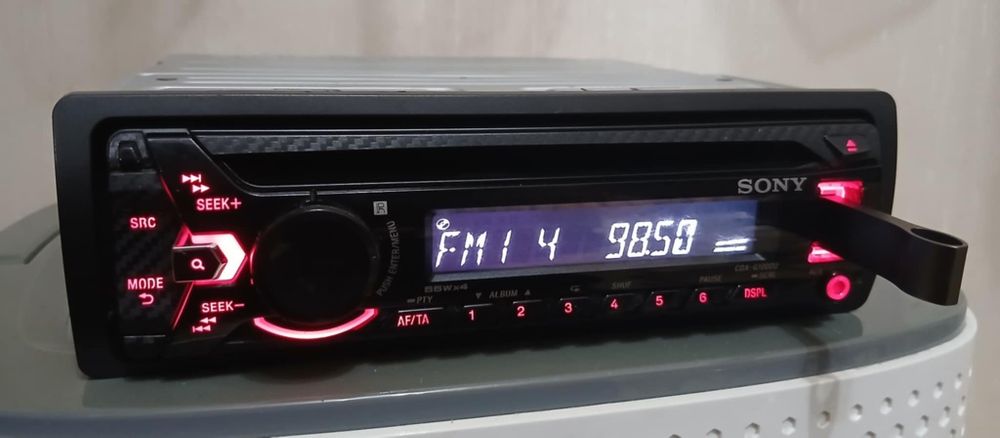 SONY
SEEK+
SRC
MODE
SEEK–
PUSH ENTER/MENU
FM1 4 98.50
55Wx4
PTY
ALBUM
SHUF
PAUSE
AF/TA
1
2
3
4
5
6
DSPL
AUX